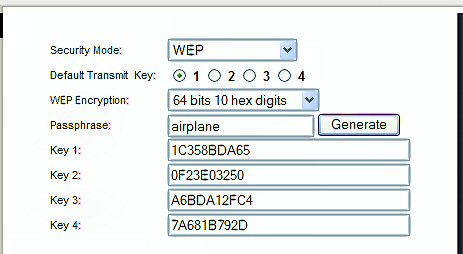 Security Mode: WEP
Default Transmit Key: 1 2 3 4
WEP Encryption: 64 bits 10 hex digits
Passphrase: airplane Generate
Key 1: 1C358BDA65
Key 2: 0F23E03250
Key 3: A6BDA12FC4
Key 4: 7A681B792D